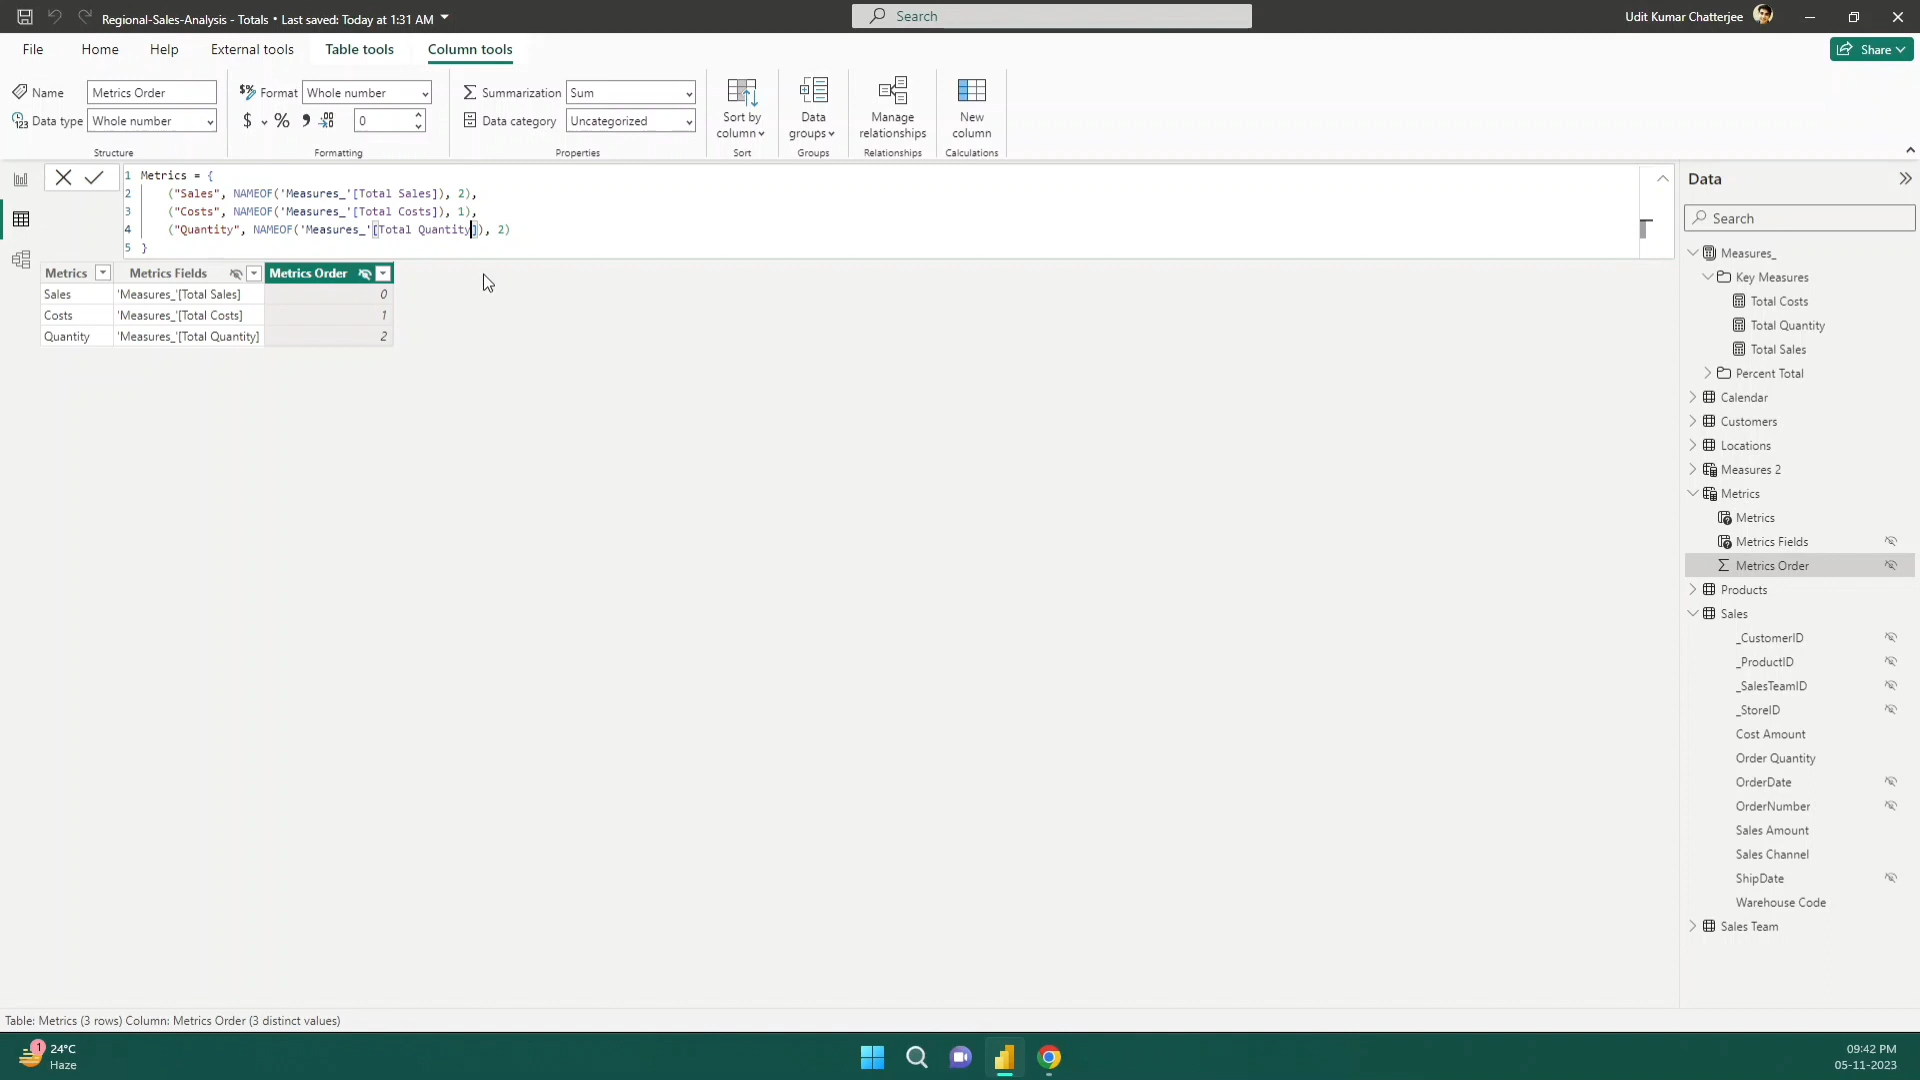 Regional-Sales-Analysis - Totals • Last saved: Today at 1:31 AM
Search
Udit Kumar Chatterjee
File
Home
Help
External tools
Table tools
Column tools
Share
Name
Metrics Order
Data type
Whole number
Structure
Format
Whole number
$ % 9 .00
0
Formatting
Summarization
Sum
Data category
Uncategorized
Properties
Sort by
column
Sort
Data
groups
Groups
Manage
relationships
Relationships
New
column
Calculations
1 Metrics = {
2 ("Sales", NAMEOF('Measures_'[Total Sales]), 2),
3 ("Costs", NAMEOF('Measures_'[Total Costs]), 1),
4 ("Quantity", NAMEOF('Measures_'[Total Quantity]), 2)
5 }
Metrics Metrics Fields Metrics Order
Sales 'Measures_'[Total Sales] 0
Costs 'Measures_'[Total Costs] 1
Quantity 'Measures_'[Total Quantity] 2
Data
Search
Measures_
Key Measures
Total Costs
Total Quantity
Total Sales
Percent Total
Calendar
Customers
Locations
Measures 2
Metrics
Metrics
Metrics Fields
Metrics Order
Products
Sales
_CustomerID
_ProductID
_SalesTeamID
_StoreID
Cost Amount
Order Quantity
OrderDate
OrderNumber
Sales Amount
Sales Channel
ShipDate
Warehouse Code
Sales Team
Table: Metrics (3 rows) Column: Metrics Order (3 distinct values)
1
24°C
Haze
09:42 PM
05-11-2023